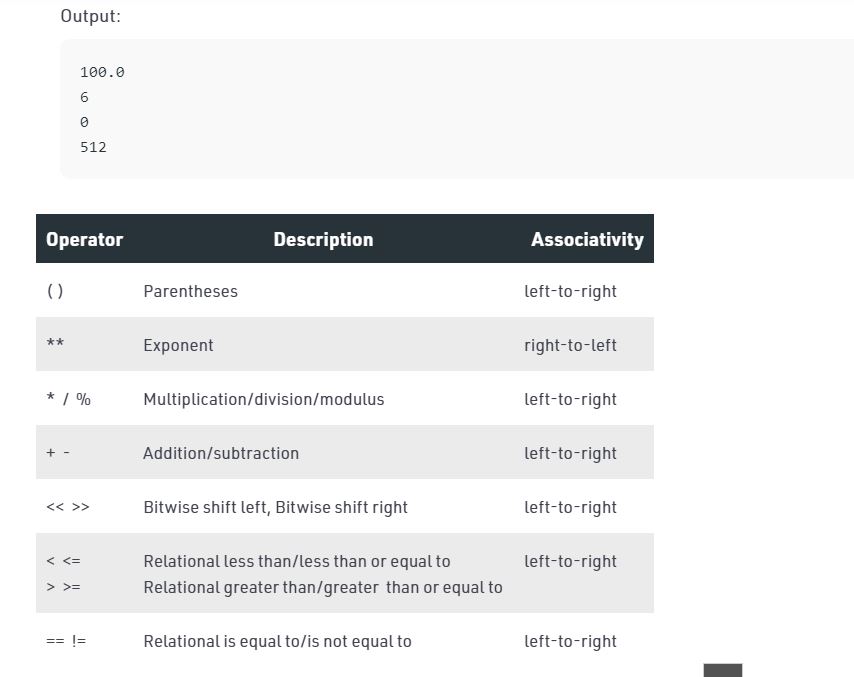 Output:
100.0
6
0
512
Operator Description Associativity
( ) Parentheses left-to-right
** Exponent right-to-left
* / % Multiplication/division/modulus left-to-right
+ - Addition/subtraction left-to-right
<< >> Bitwise shift left, Bitwise shift right left-to-right
< <= Relational less than/less than or equal to left-to-right
> >= Relational greater than/greater than or equal to
== != Relational is equal to/is not equal to left-to-right